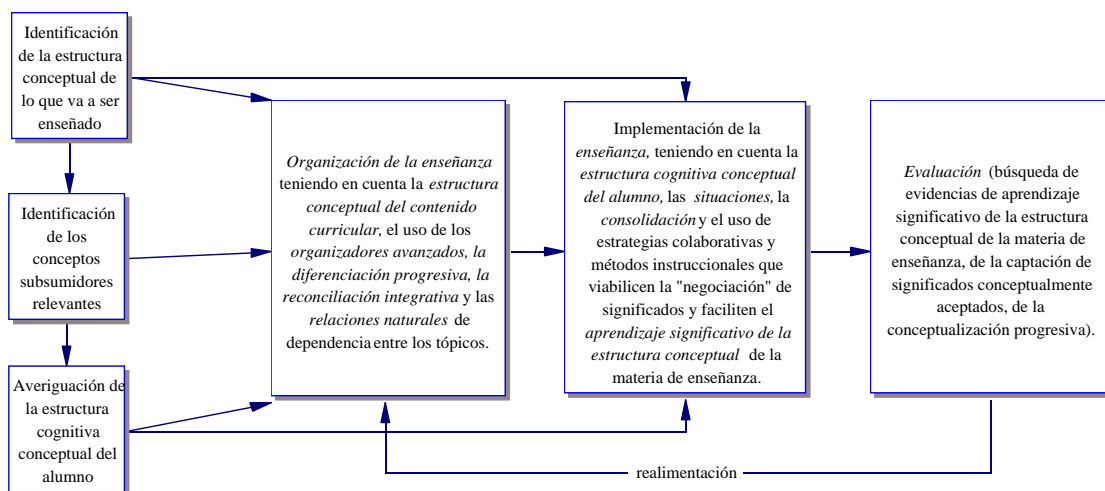 Identificación
de la estructura
conceptual de
lo que va a ser
enseñado
Identificación
de los
conceptos
subsumidores
relevantes
Averiguación de
la estructura
cognitiva
conceptual del
alumno
Organización de la enseñanza
teniendo en cuenta la estructura
conceptual del contenido
curricular, el uso de los
organizadores avanzados, la
diferenciación progresiva, la
reconciliación integrativa y las
relaciones naturales de
dependencia entre los tópicos.
Implementación de la
enseñanza, teniendo en cuenta la
estructura cognitiva conceptual
del alumno, las situaciones, la
consolidación y el uso de
estrategias colaborativas y
métodos instruccionales que
viabilicen la "negociación" de
significados y faciliten el
aprendizaje significativo de la
estructura conceptual de la
materia de enseñanza.
Evaluación (búsqueda de
evidencias de aprendizaje
significativo de la estructura
conceptual de la materia de
enseñanza, de la captación de
significados conceptualmente
aceptados, de la
conceptualización progresiva).
realimentación